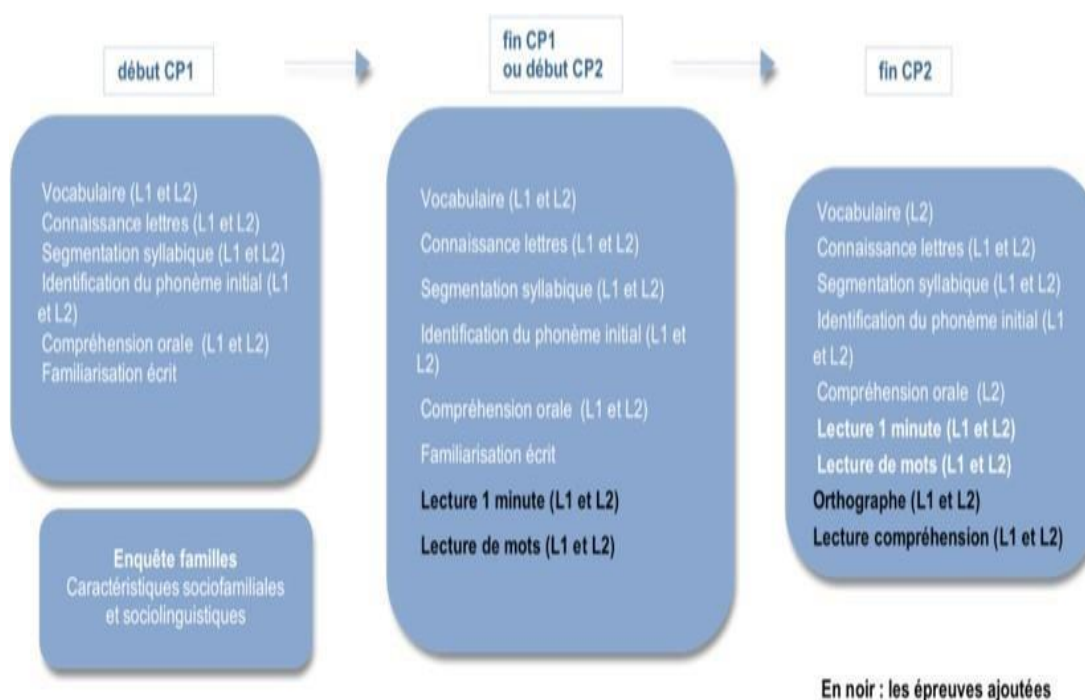 début CP1
fin CP1
ou début CP2
fin CP2
Vocabulaire (L1 et L2)
Connaissance lettres (L1 et L2)
Segmentation syllabique (L1 et L2)
Identification du phonème initial (L1
et L2)
Compréhension orale (L1 et L2)
Familiarisation écrit
Enquête familles
Caractéristiques sociofamiliales
et sociolinguistiques
Vocabulaire (L1 et L2)
Connaissance lettres (L1 et L2)
Segmentation syllabique (L1 et L2)
Identification du phonème initial (L1 et
L2)
Compréhension orale (L1 et L2)
Familiarisation écrit
Lecture 1 minute (L1 et L2)
Lecture de mots (L1 et L2)
Vocabulaire (L2)
Connaissance lettres (L1 et L2)
Segmentation syllabique (L1 et L2)
Identification du phonème initial (L1
et L2)
Compréhension orale (L2)
Lecture 1 minute (L1 et L2)
Lecture de mots (L1 et L2)
Orthographe (L1 et L2)
Lecture compréhension (L1 et L2)
En noir : les épreuves ajoutées